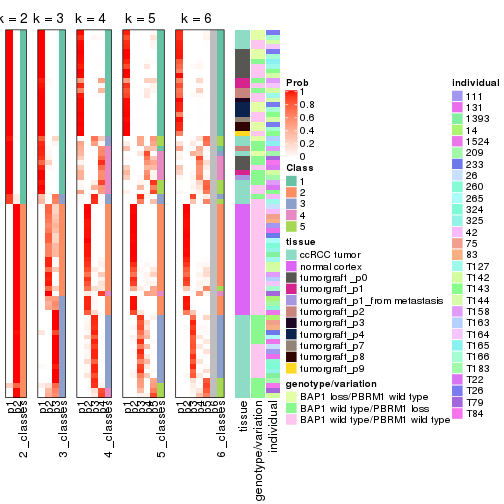 k = 2
k = 3
k = 4
k = 5
k = 6
p1
p2
2_classes
p1
p2
p3
3_classes
p1
p2
p3
p4
4_classes
p1
p2
p3
p4
p5
5_classes
p1
p2
p3
p4
p5
p6
6_classes
tissue
genotype/variation
individual
Prob
1
0.8
0.6
0.4
0.2
0
Class
1
2
3
4
5
tissue
ccRCC tumor
normal cortex
tumorgraft _p0
tumorgraft_p1
tumorgraft_p1_from metastasis
tumorgraft_p2
tumorgraft_p3
tumorgraft_p4
tumorgraft_p7
tumorgraft_p8
tumorgraft_p9
genotype/variation
BAP1 loss/PBRM1 wild type
BAP1 wild type/PBRM1 loss
BAP1 wild type/PBRM1 wild type
individual
111
131
1393
14
1524
209
233
26
260
265
324
325
42
75
83
T127
T142
T143
T144
T158
T163
T164
T165
T166
T183
T22
T26
T79
T84